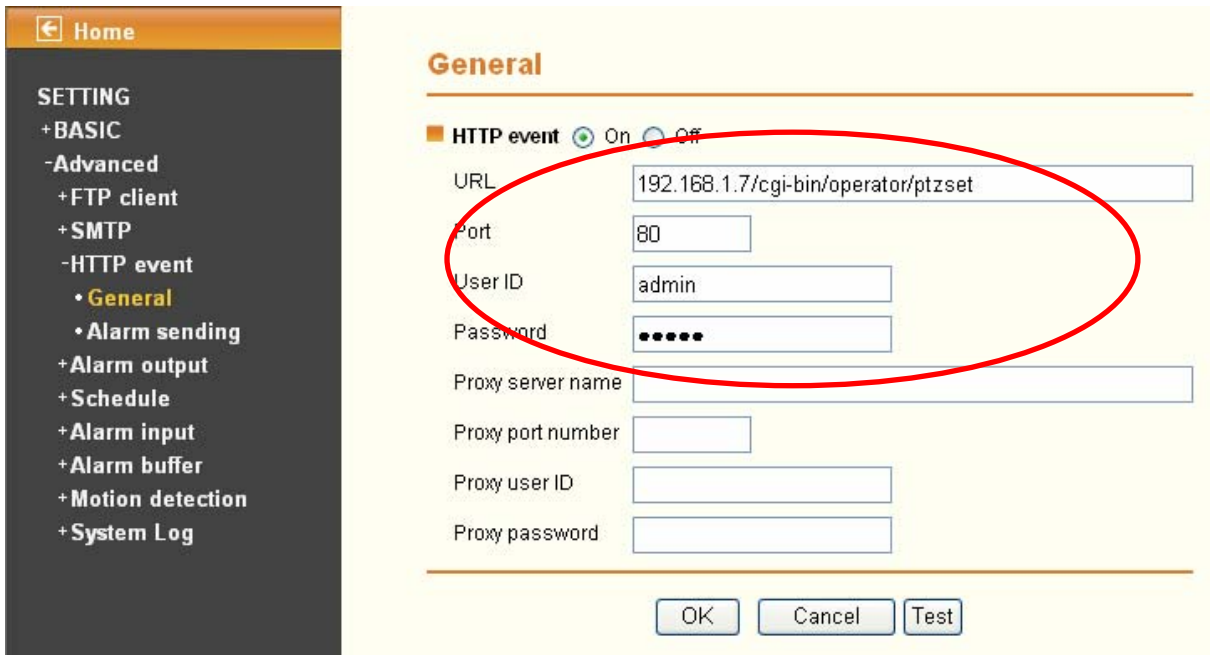 Home
SETTING
+BASIC
-Advanced
+FTP client
+SMTP
-HTTP event
•General
•Alarm sending
+Alarm output
+Schedule
+Alarm input
+Alarm buffer
+Motion detection
+System Log
General
HTTP event On Off
URL 192.168.1.7/cgi-bin/operator/ptzset
Port 80
User ID admin
Password •••••
Proxy server name
Proxy port number
Proxy user ID
Proxy password
OK Cancel Test